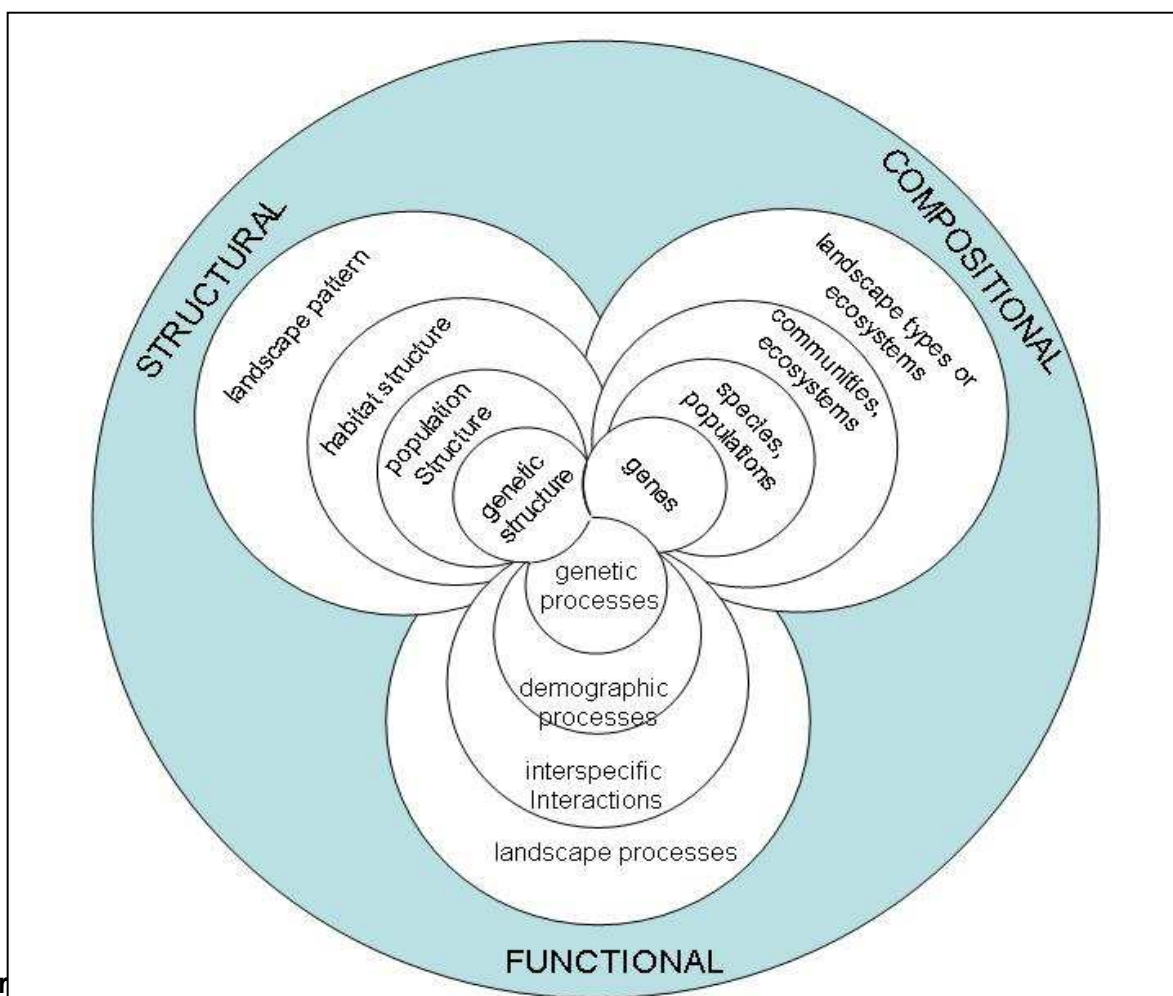 STRUCTURAL
landscape pattern
habitat structure
population
Structure
genetic
structure
COMPOSITIONAL
landscape types or
ecosystems
communities,
ecosystems
species,
populations
genes
genetic
processes
demographic
processes
interspecific
Interactions
landscape processes
FUNCTIONAL